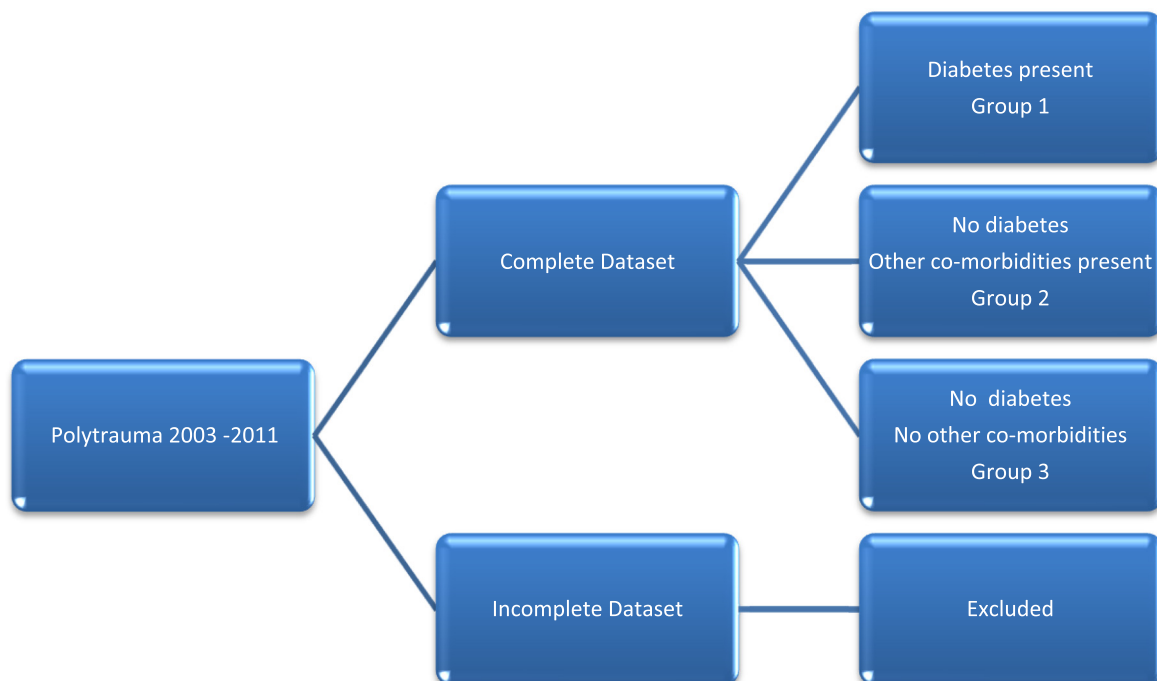 Polytrauma 2003 -2011
Complete Dataset
Diabetes present
Group 1
No diabetes
Other co-morbidities present
Group 2
No  diabetes
No other co-morbidities
Group 3
Incomplete Dataset
Excluded